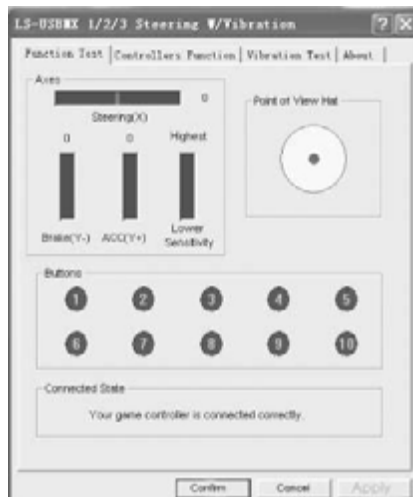 LS-USBMX 1/2/3 Steering W/Vibration
Function Test Controllers Function Vibration Test About
Axes
0
Steering(X)
Point of View Hat
0 0 Highest
Brake(Y-) ACC(Y+) Lower
Sensitivity
Buttons
1 2 3 4 5
6 7 8 9 10
Connected State
Your game controller is connected correctly.
Confirm Cancel Apply